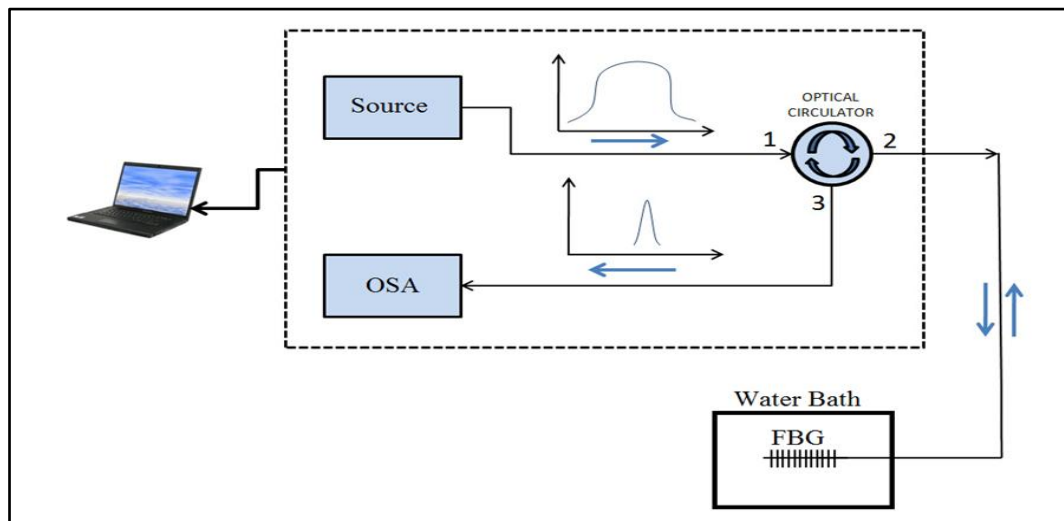 Source
OPTICAL
CIRCULATOR
1
2
3
OSA
Water Bath
FBG